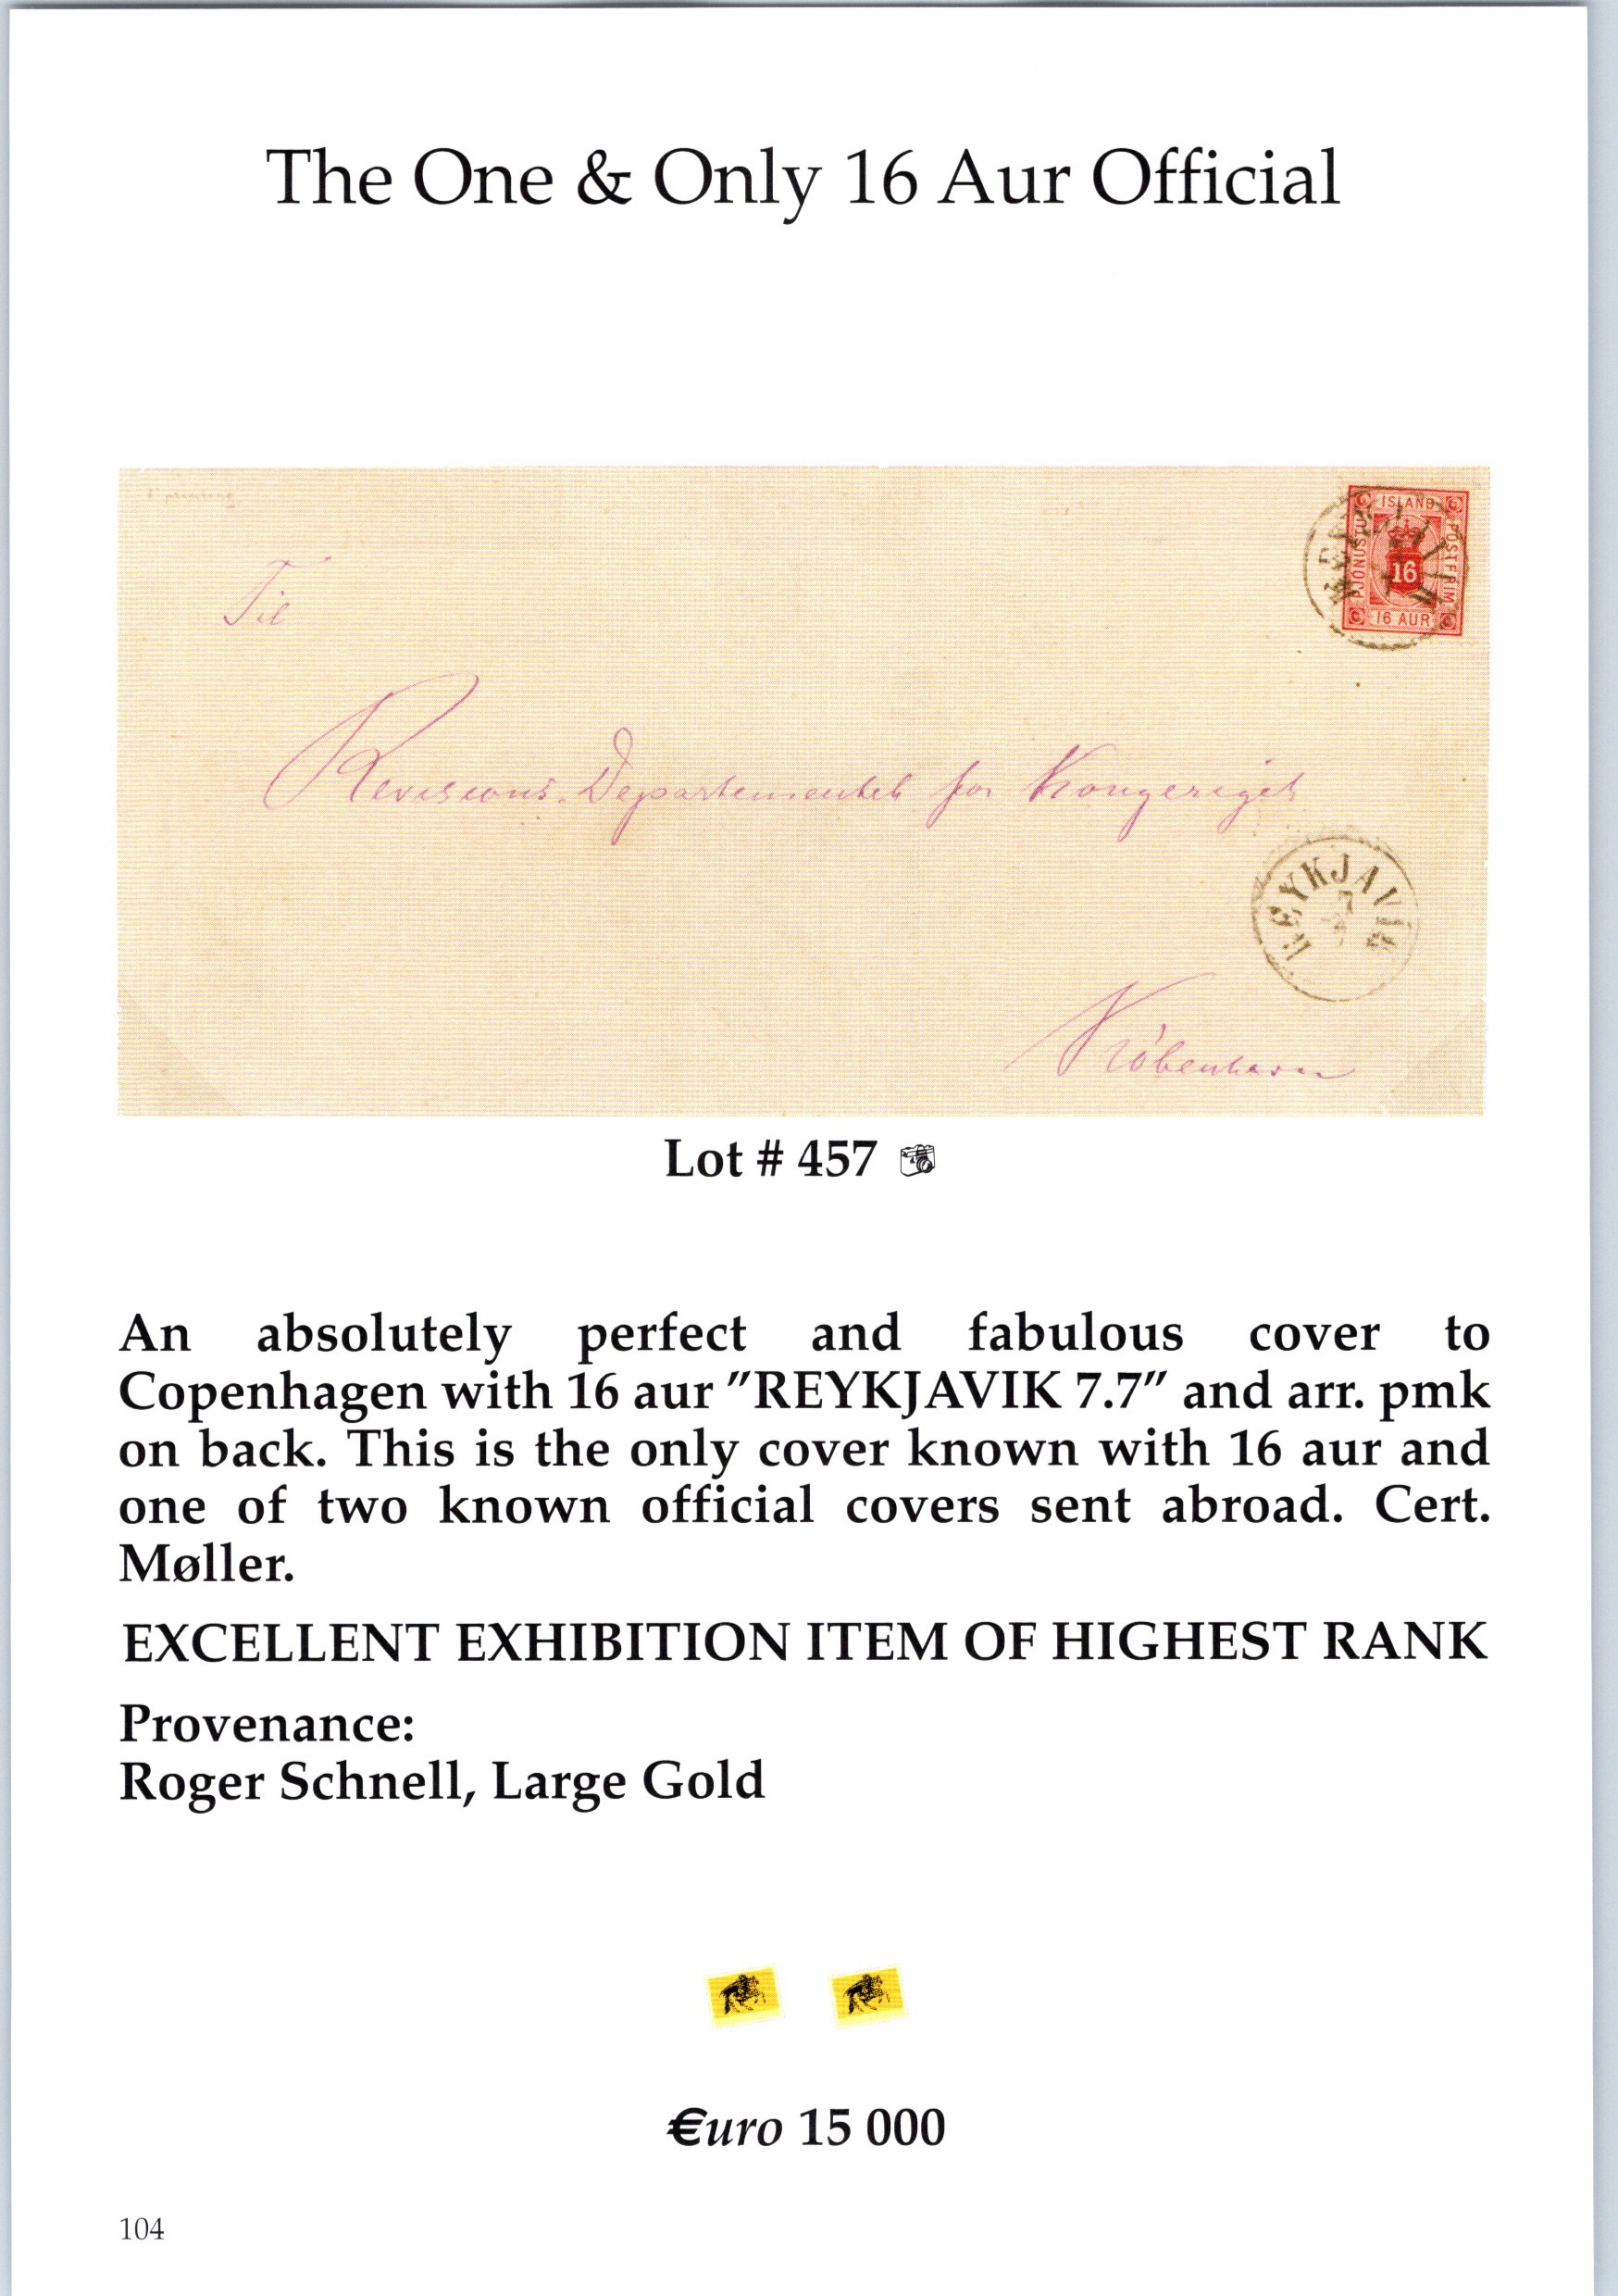 The One & Only 16 Aur Official
ISLAND
ÞJONUSTU
POSTFRIM
16
16 AUR
Til
Revisions-Departementet for Kongeriget
REYKJAVIK
7
7
Kóbenhavn
Lot # 457
An absolutely perfect and fabulous cover to
Copenhagen with 16 aur ”REYKJAVIK 7.7” and arr. pmk
on back. This is the only cover known with 16 aur and
one of two known official covers sent abroad. Cert.
Møller.
EXCELLENT EXHIBITION ITEM OF HIGHEST RANK
Provenance:
Roger Schnell, Large Gold
€uro 15 000
104